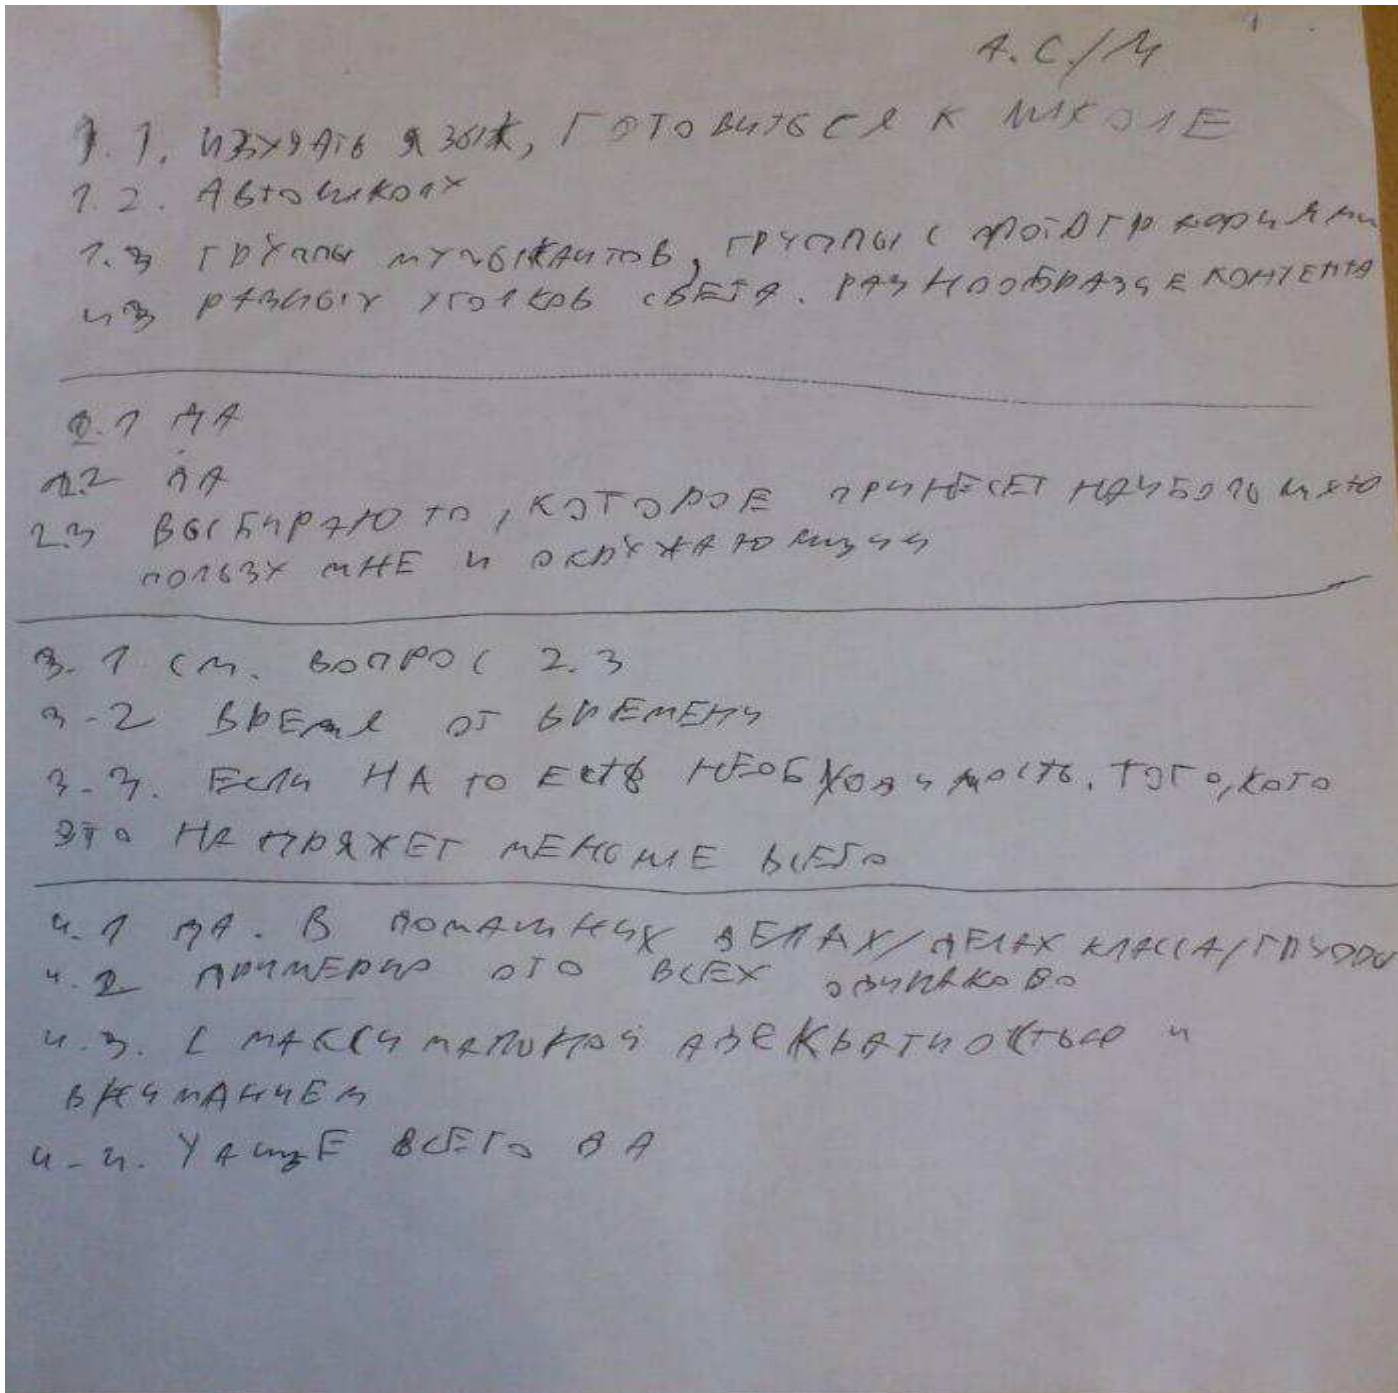 А.С./М
1.1. ИЗУЧАТЬ ЯЗЫК, ГОТОВИТЬСЯ К ШКОЛЕ
1.2. АВТОШКОЛУ
1.3 ГРУППЫ МУЗЫКАНТОВ, ГРУППЫ С ФОТОГРАФИЯМИ
ИЗ РАЗНЫХ УГОЛКОВ СВЕТА. РАЗНООБРАЗИЕ КОНТЕНТА
2.1 ДА
2.2 ДА
2.3 ВЫБИРАЮ ТО, КОТОРОЕ ПРИНЕСЕТ НАИБОЛЬШУЮ
ПОЛЬЗУ МНЕ И ОКРУЖАЮЩИМ
3.1 СМ. ВОПРОС 2.3
3.2 ВРЕМЯ ОТ ВРЕМЕНИ
3.3. ЕСЛИ НА ТО ЕСТЬ НЕОБХОДИМОСТЬ. ТОГО, КОГО
ЭТО НАПРЯЖЕТ МЕНЬШЕ ВСЕГО
4.1 ДА. В ДОМАШНИХ ДЕЛАХ/ДЕЛАХ КЛАССА/ГРУППЫ
4.2 ПРИМЕРНО ОТО ВСЕХ ОДИНАКОВО
4.3. С МАКСИМАЛЬНОЙ АДЕКВАТНОСТЬЮ И
ВНИМАНИЕМ
4.4. ЧАЩЕ ВСЕГО ДА